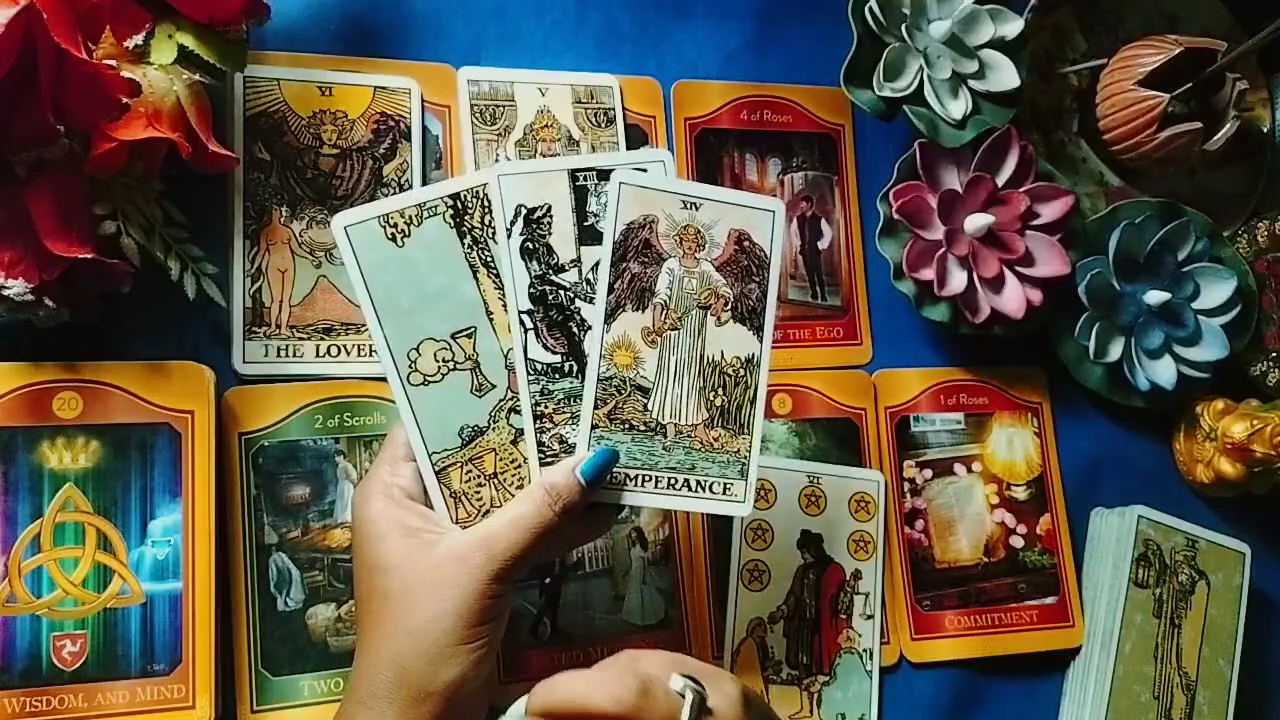 VI
THE LOVER
V
4 of Roses
OF THE EGO
IV
XIII
XIV
TEMPERANCE.
20
WISDOM, AND MIND
2 of Scrolls
TWO
8
VI
1 of Roses
COMMITMENT